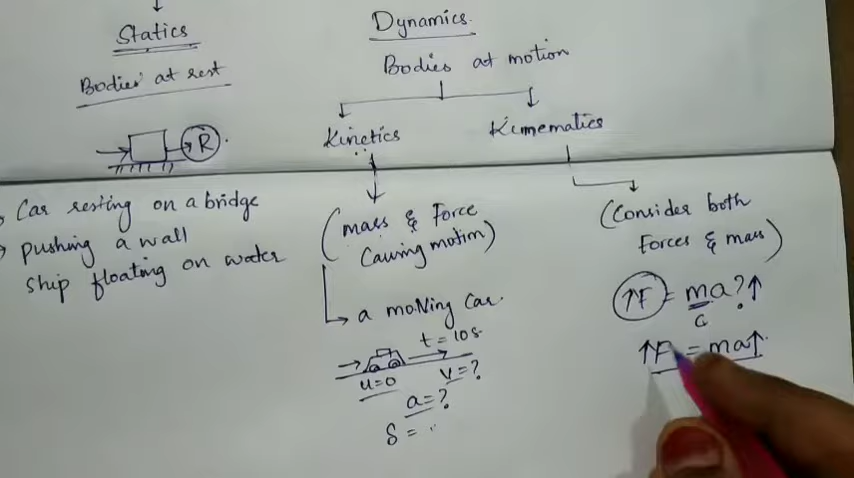 Statics
Bodies at rest
R
Car resting on a bridge
pushing a wall
ship floating on water
Dynamics.
Bodies at motion
Kinetics
Kinematics
(mass & Force
Causing motion)
a moving Car.
t = 10s
u=0
v=?
a=?
S =
(Consider both
Forces & mass)
↑F = ma?↑
a
↑F = ma↑